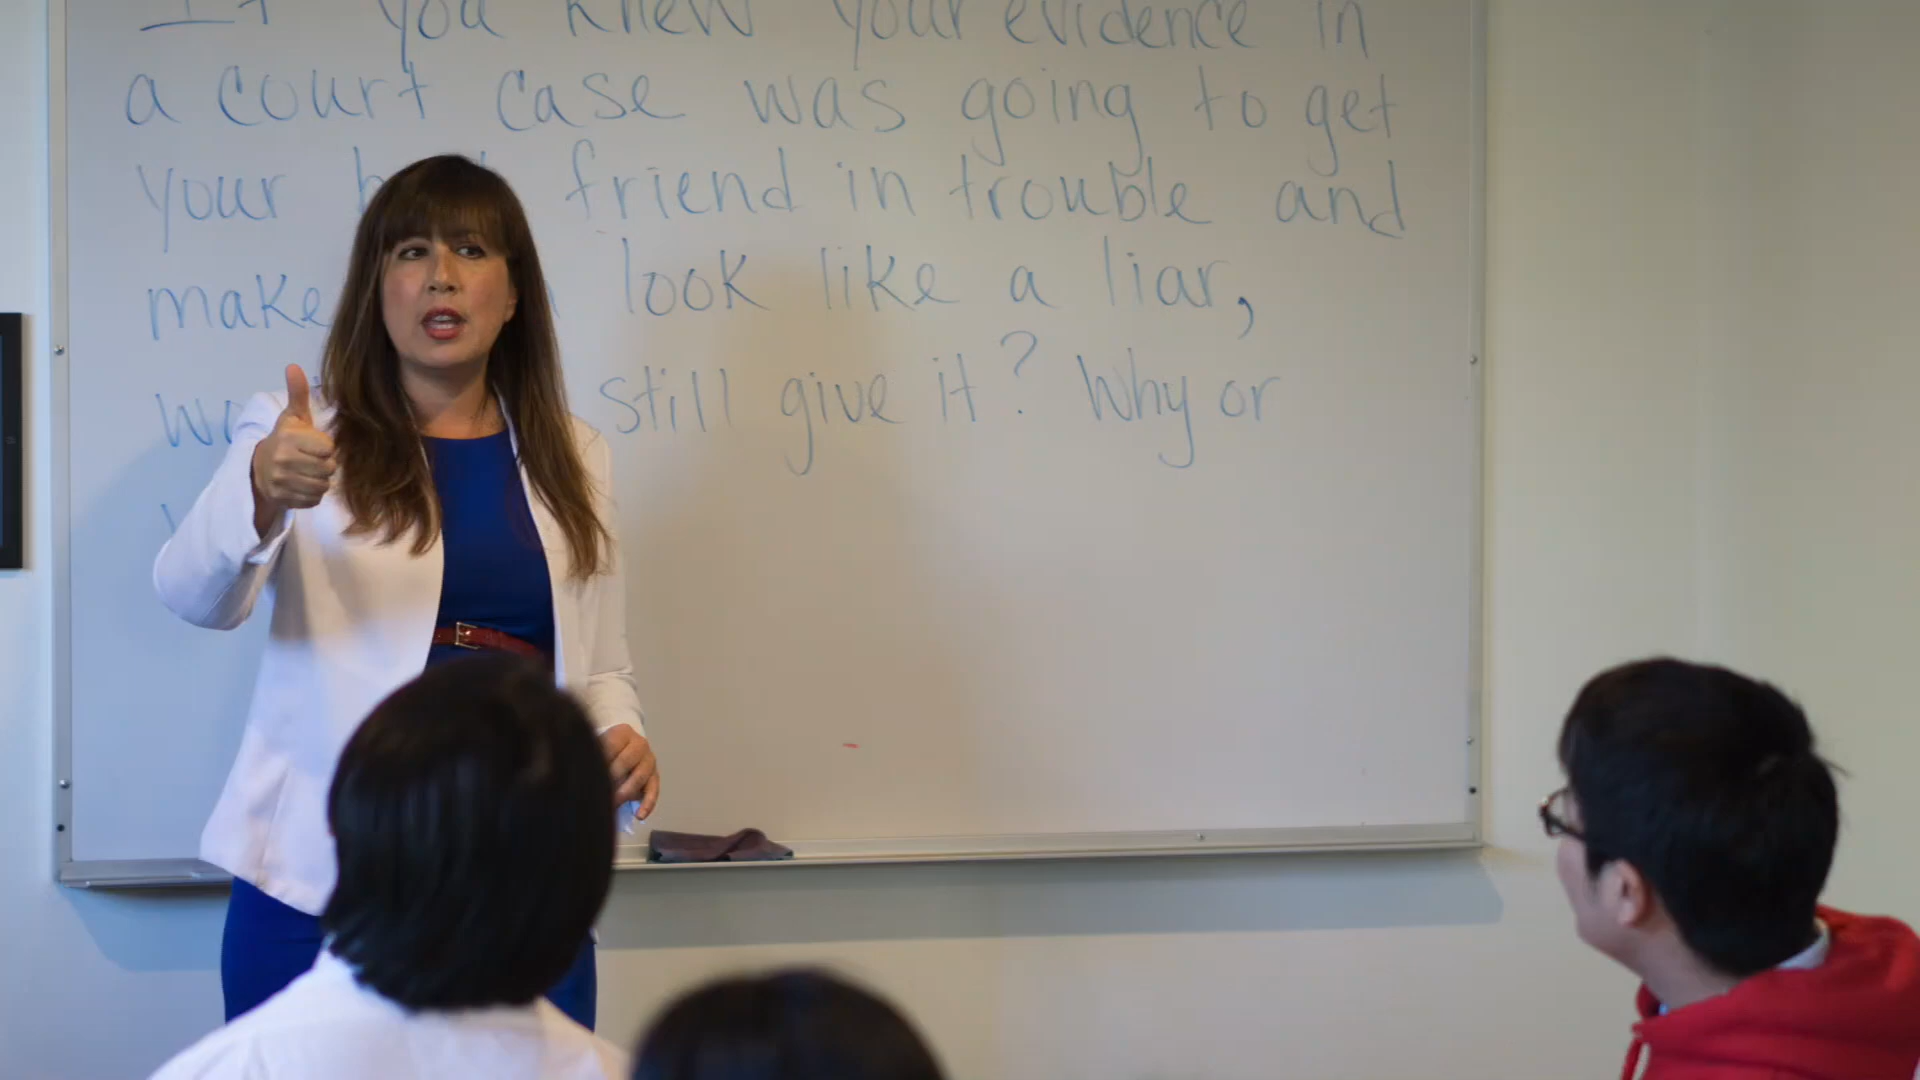 If you knew your evidence in
a court case was going to get
your friend in trouble and
make look like a liar,
still give it? Why or